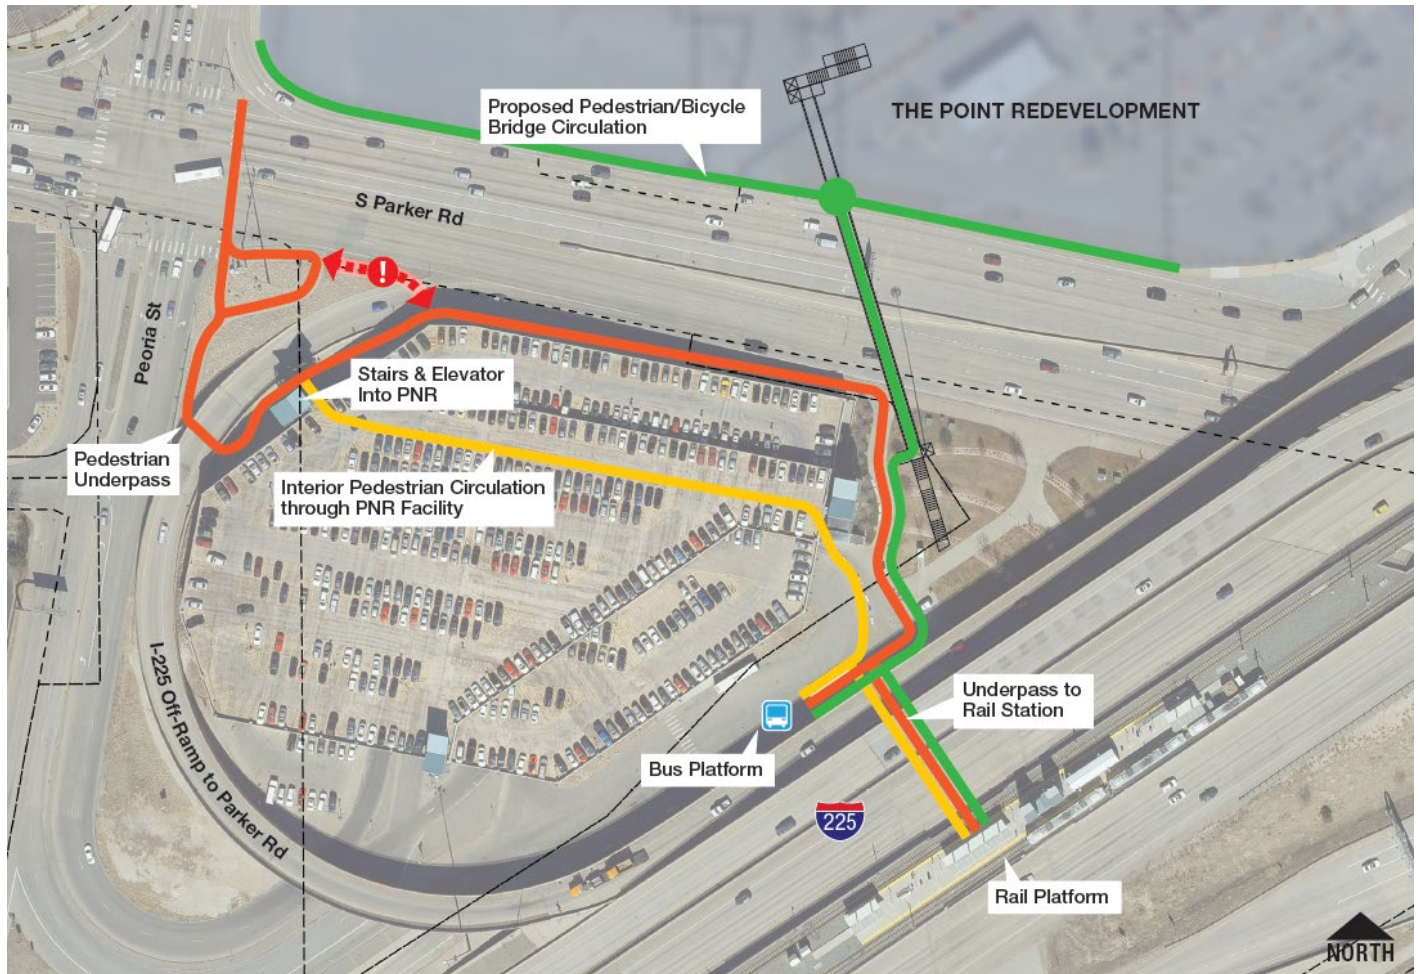 Proposed Pedestrian/Bicycle
Bridge Circulation
THE POINT REDEVELOPMENT
S Parker Rd
!
Peoria St
Stairs & Elevator
Into PNR
Pedestrian
Underpass
Interior Pedestrian Circulation
through PNR Facility
I-225 Off-Ramp to Parker Rd
Underpass to
Rail Station
Bus Platform
225
Rail Platform
NORTH